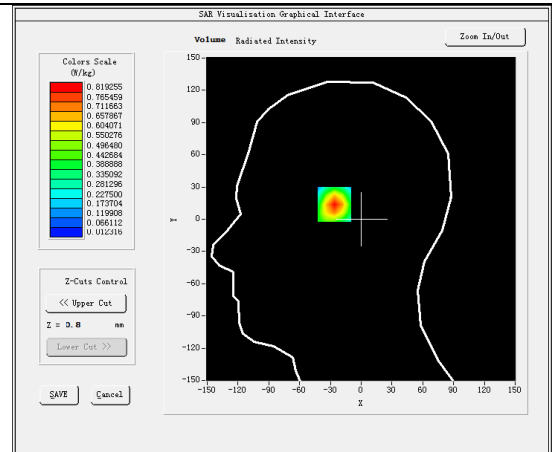 SAR Visualisation Graphical Interface
Volume Radiated Intensity
Zoom In/Out
Colors Scale
(W/kg)
0.819255
0.765459
0.711663
0.657867
0.604071
0.550276
0.496480
0.442684
0.388888
0.335092
0.281296
0.227500
0.173704
0.119908
0.066112
0.012316
Z-Cuts Control
<< Upper Cut
Z = 0.8 mm
Lower Cut >>
SAVE Cancel
150
120
90
60
30
0
-30
-60
-90
-120
-150
Y
-150 -120 -90 -60 -30 0 30 60 90 120 150
X